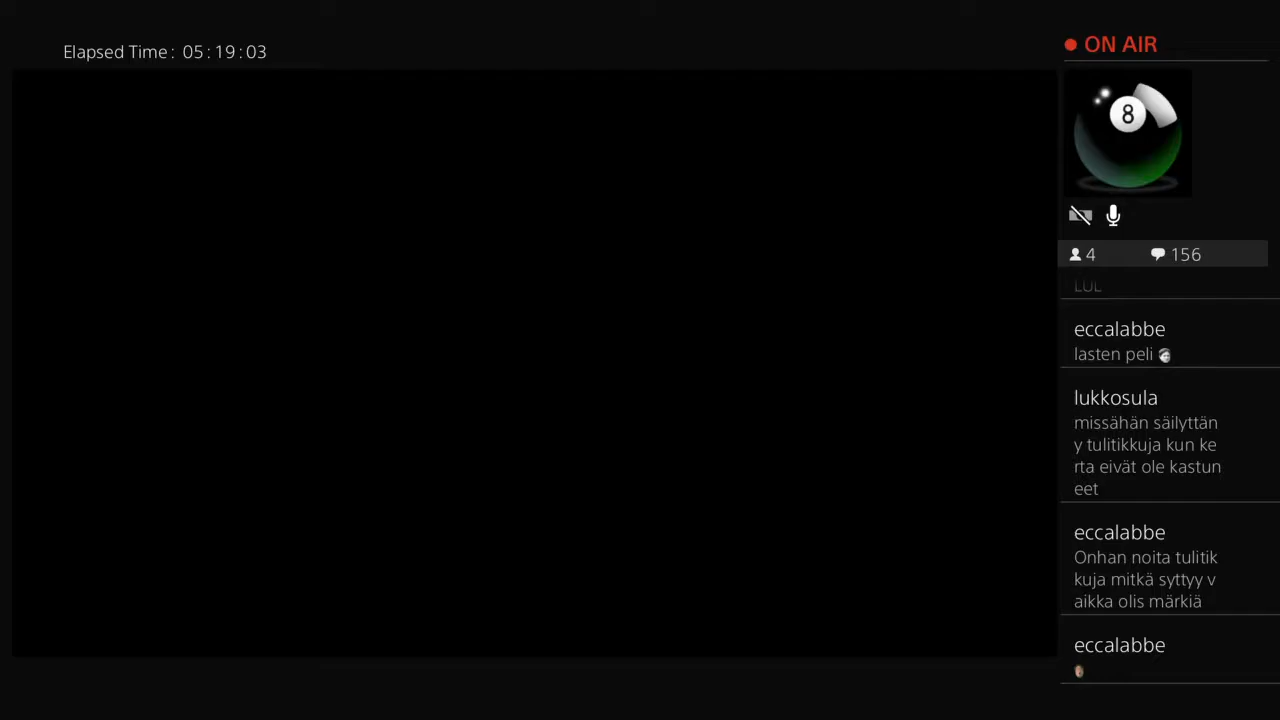 Elapsed Time: 05:19:03
ON AIR
8
4 156
LUL
eccalabbe
lasten peli
lukkosula
missähän säilyttän
y tulitikkuja kun ke
rta eivät ole kastun
eet
eccalabbe
Onhan noita tulitik
kuja mitkä syttyy v
aikka olis märkiä
eccalabbe